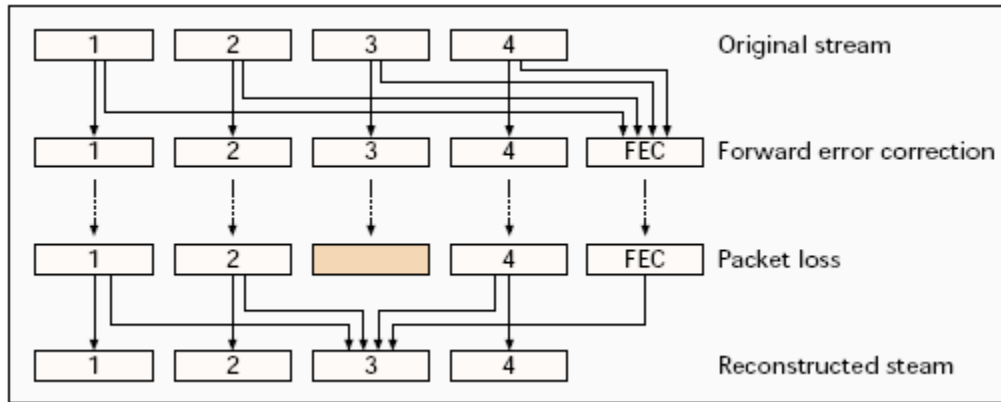 1 2 3 4 Original stream
1 2 3 4 FEC Forward error correction
1 2 4 FEC Packet loss
1 2 3 4 Reconstructed steam